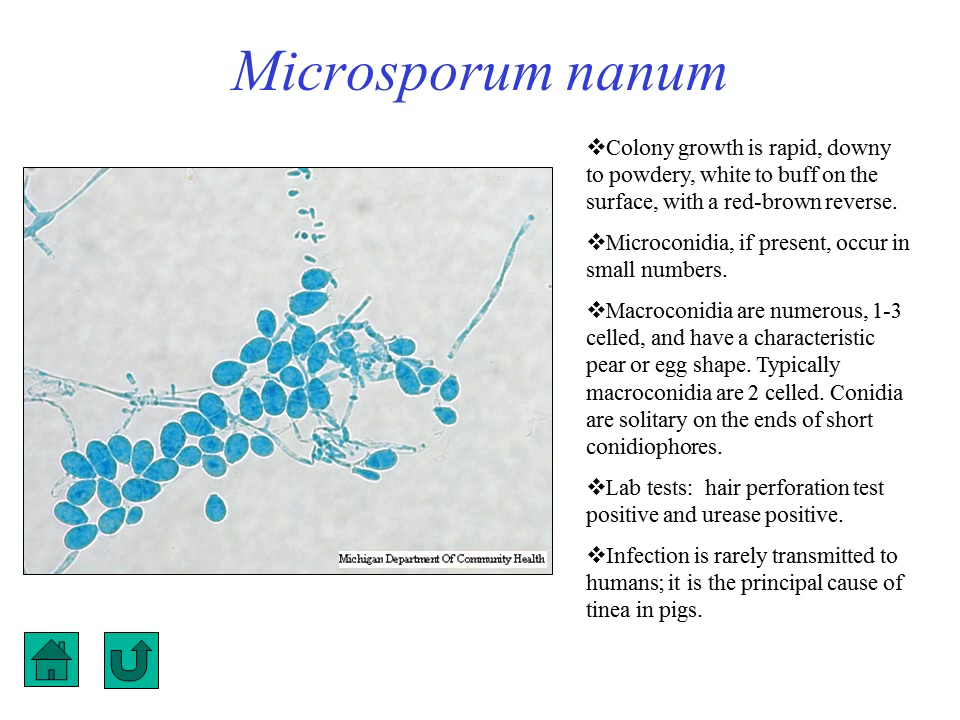 Microsporum nanum
❖Colony growth is rapid, downy
to powdery, white to buff on the
surface, with a red-brown reverse.
❖Microconidia, if present, occur in
small numbers.
❖Macroconidia are numerous, 1-3
celled, and have a characteristic
pear or egg shape. Typically
macroconidia are 2 celled. Conidia
are solitary on the ends of short
conidiophores.
❖Lab tests:  hair perforation test
positive and urease positive.
❖Infection is rarely transmitted to
humans; it is the principal cause of
tinea in pigs.
Michigan Department Of Community Health